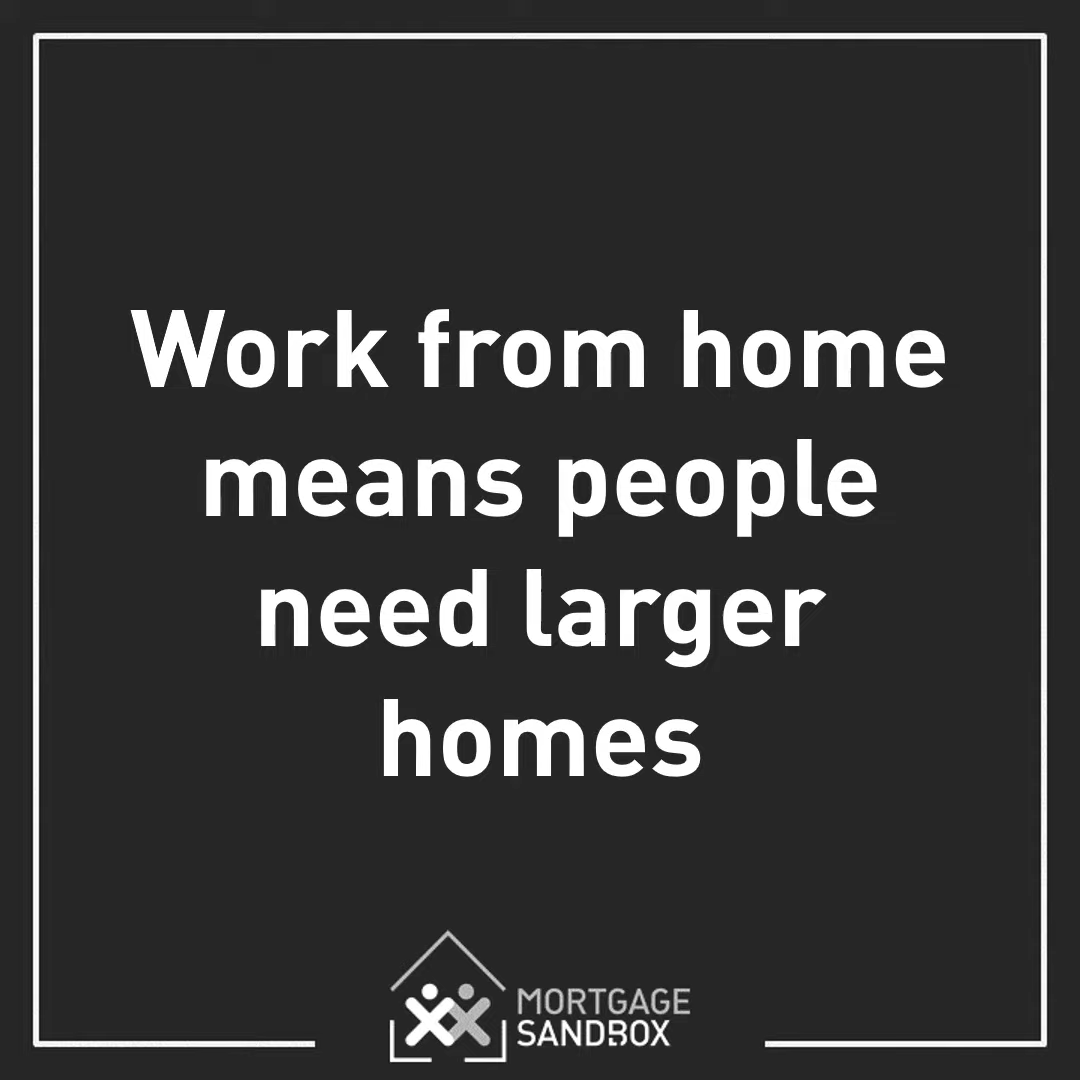 Work from home
means people
need larger
homes
MORTGAGE
SANDBOX